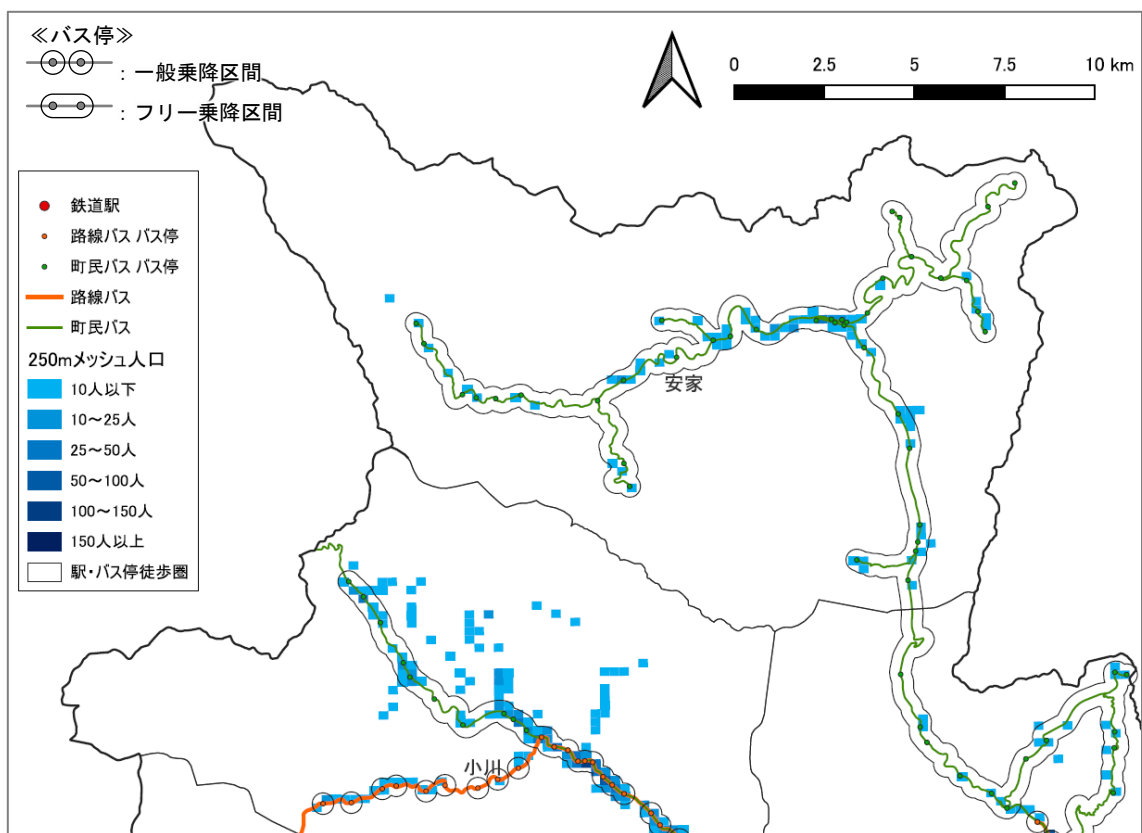 ≪バス停≫
：一般乗降区間
：フリー乗降区間
0 2.5 5 7.5 10 km
鉄道駅
路線バス バス停
町民バス バス停
路線バス
町民バス
250mメッシュ人口
10人以下
10～25人
25～50人
50～100人
100～150人
150人以上
駅・バス停徒歩圏
安家
小川